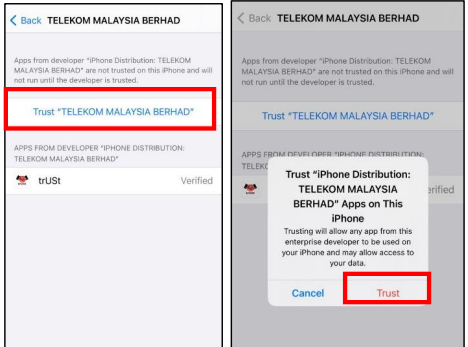 Back TELEKOM MALAYSIA BERHAD
Apps from developer "iPhone Distribution: TELEKOM
MALAYSIA BERHAD" are not trusted on this iPhone and will
not run until the developer is trusted.
Trust "TELEKOM MALAYSIA BERHAD"
APPS FROM DEVELOPER "IPHONE DISTRIBUTION:
TELEKOM MALAYSIA BERHAD"
trUSt Verified
Back TELEKOM MALAYSIA BERHAD
Apps from developer "iPhone Distribution: TELEKOM
MALAYSIA BERHAD" are not trusted on this iPhone and will
not run until the developer is trusted.
Trust "TELEKOM MALAYSIA BERHAD"
APPS FROM DEVELOPER "IPHONE DISTRIBUTION:
TELEK
erified
Trust "iPhone Distribution:
TELEKOM MALAYSIA
BERHAD" Apps on This
iPhone
Trusting will allow any app from this
enterprise developer to be used on
your iPhone and may allow access to
your data.
Cancel Trust